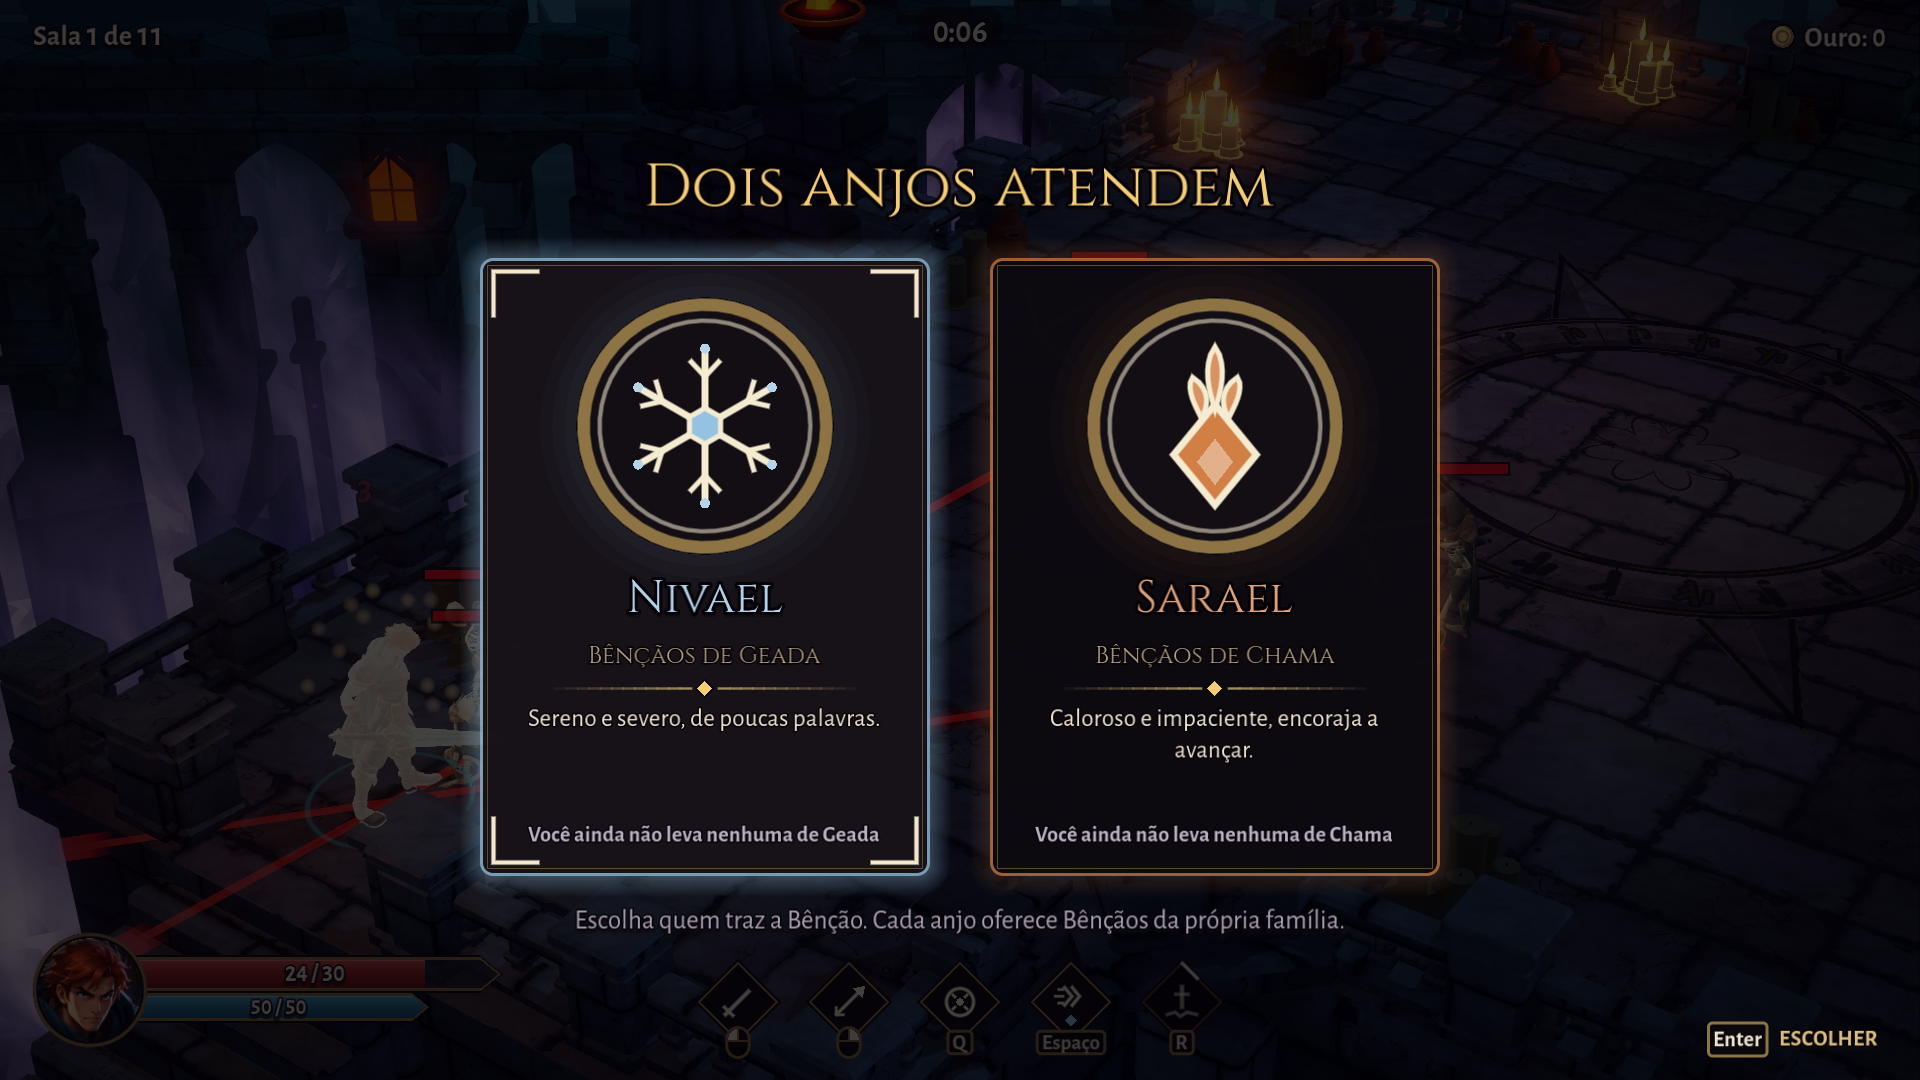 Sala 1 de 11
0:06
Ouro: 0
Dois anjos atendem
3
Nivael
Bênçãos de Geada
Sereno e severo, de poucas palavras.
Você ainda não leva nenhuma de Geada
Sarael
Bênçãos de Chama
Caloroso e impaciente, encoraja a
avançar.
Você ainda não leva nenhuma de Chama
Escolha quem traz a Bênção. Cada anjo oferece Bênçãos da própria família.
24/30
50/50
Q
Espaço
R
Enter ESCOLHER